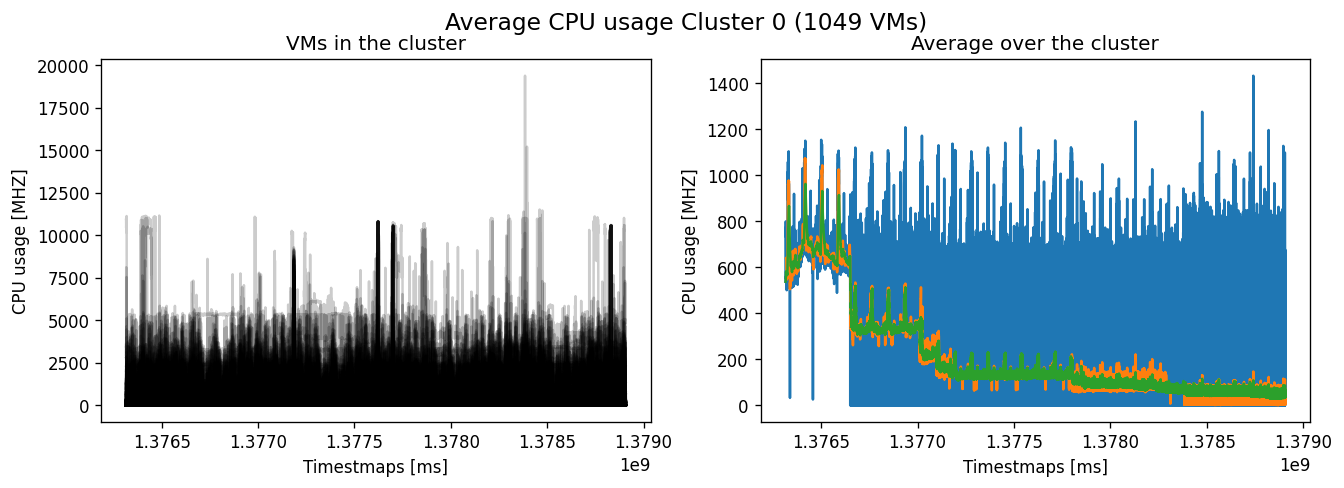 Average CPU usage Cluster 0 (1049 VMs)
VMs in the cluster
CPU usage [MHZ]
20000
17500
15000
12500
10000
7500
5000
2500
0
1.3765 1.3770 1.3775 1.3780 1.3785 1.3790
1e9
Timestmaps [ms]
Average over the cluster
CPU usage [MHZ]
1400
1200
1000
800
600
400
200
0
1.3765 1.3770 1.3775 1.3780 1.3785 1.3790
1e9
Timestmaps [ms]